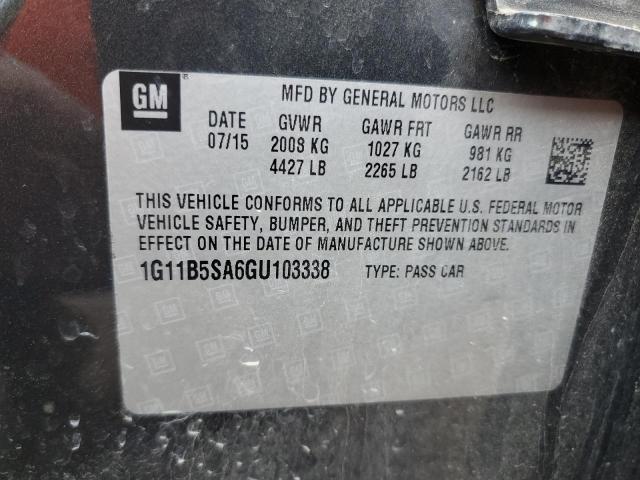 GM ®
MFD BY GENERAL MOTORS LLC
DATE GVWR GAWR FRT GAWR RR
07/15 2008 KG 1027 KG 981 KG
4427 LB 2265 LB 2162 LB
THIS VEHICLE CONFORMS TO ALL APPLICABLE U.S. FEDERAL MOTOR
VEHICLE SAFETY, BUMPER, AND THEFT PREVENTION STANDARDS IN
EFFECT ON THE DATE OF MANUFACTURE SHOWN ABOVE.
1G11B5SA6GU103338 TYPE: PASS CAR